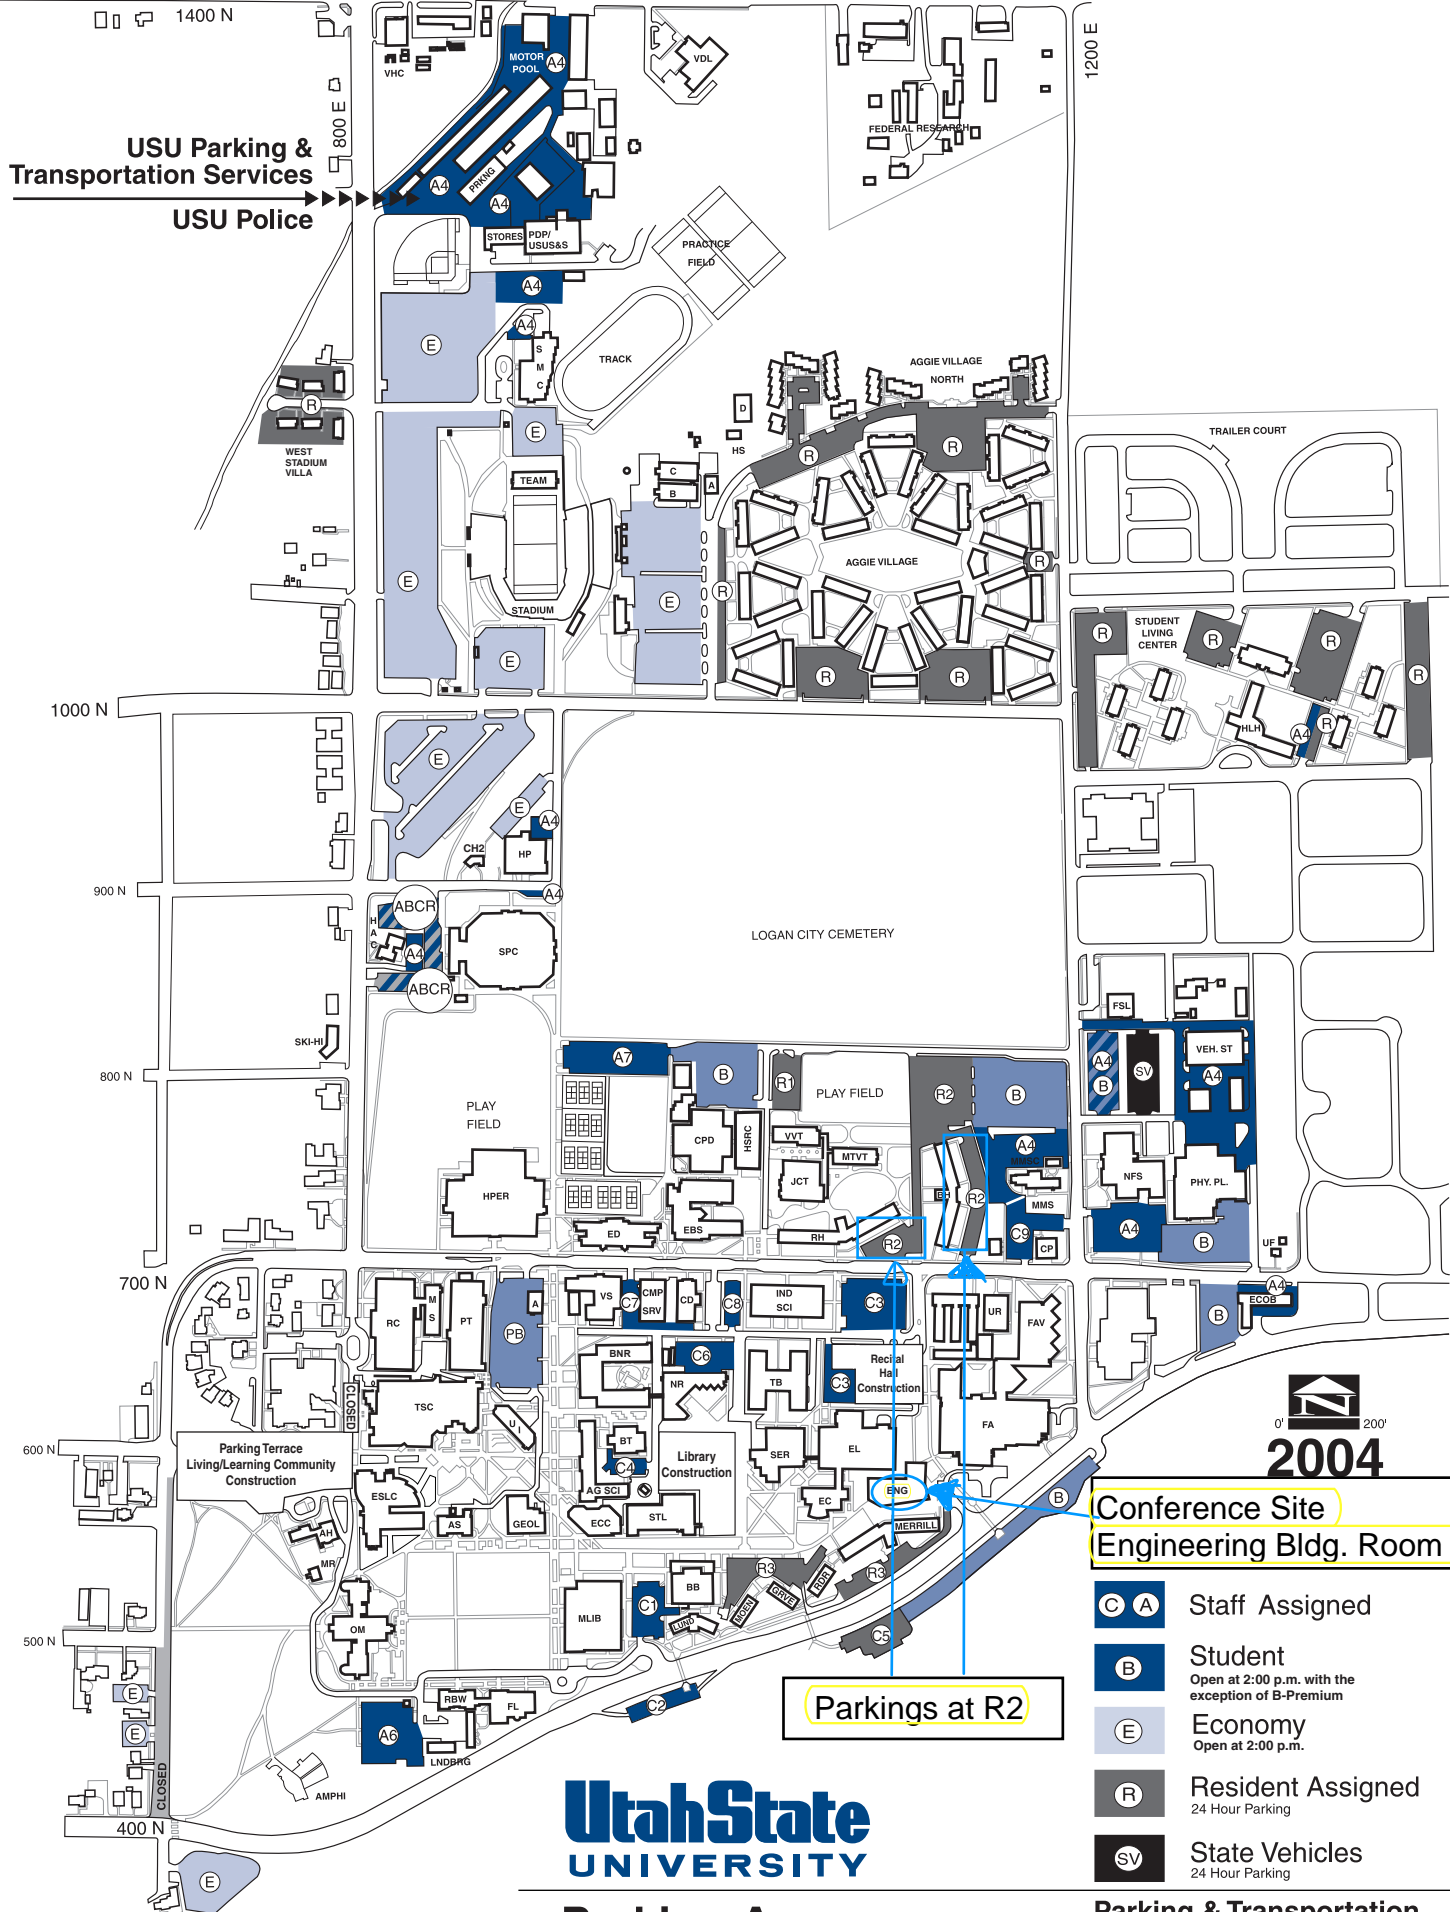 1400 N
1200 E
800 E
VHC
MOTOR
POOL
A4
VDL
FEDERAL RESEARCH
USU Parking &
Transportation Services
USU Police
A4
PRKNG
A4
STORES
PDP/
USUS&S
PRACTICE
FIELD
A4
A4
S
M
C
E
TRACK
AGGIE VILLAGE
NORTH
D
HS
R
WEST
STADIUM
VILLA
E
R
R
TRAILER COURT
TEAM
C
B
A
AGGIE VILLAGE
R
E
R
E
STADIUM
E
R
R
STUDENT
LIVING
CENTER
R
R
R
R
HLH
A4
R
1000 N
E
E
A4
CH2
HP
900 N
A4
ABCR
H
A
C
A4
SPC
ABCR
LOGAN CITY CEMETERY
SKI-HI
FSL
VEH. ST
A4
B
SV
A4
800 N
A7
B
R1
PLAY FIELD
R2
B
PLAY
FIELD
CPD
HSRC
VVT
MTVT
JCT
A4
MMSC
BH
R2
MMS
NFS
PHY. PL.
HPER
ED
EBS
RH
R2
C9
CP
A4
B
UF
700 N
RC
M
S
PT
PB
A
VS
C7
CMP
SRV
CD
C8
IND
SCI
C3
UR
FAV
A4
ECOB
B
BNR
C6
NR
TB
C3
Recital
Hall
Construction
CLOSED
TSC
U
I
BT
C4
AG SCI
Library
Construction
SER
EL
FA
0'
200'
2004
600 N
Parking Terrace
Living/Learning Community
Construction
ESLC
AS
GEOL
ECC
STL
EC
ENG
MERRILL
B
Conference Site
Engineering Bldg. Room
AH
MR
OM
MLIB
C1
BB
LUND
R3
MOEN
GRVE
RDR
R3
C5
500 N
E
E
A6
RBW
FL
LNDBRG
C2
Parkings at R2
AMPHI
CLOSED
400 N
E
C A Staff Assigned
B Student
Open at 2:00 p.m. with the
exception of B-Premium
E Economy
Open at 2:00 p.m.
R Resident Assigned
24 Hour Parking
SV State Vehicles
24 Hour Parking
UtahState
UNIVERSITY
Parking & Transportation